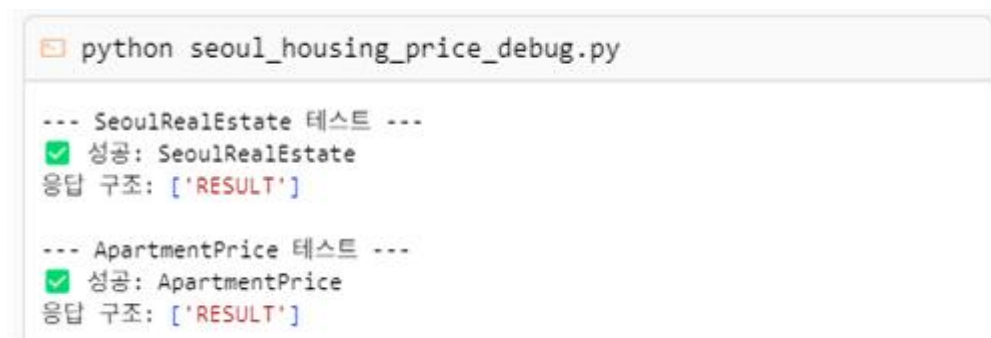 python seoul_housing_price_debug.py
--- SeoulRealEstate 테스트 ---
✅ 성공: SeoulRealEstate
응답 구조: ['RESULT']
--- ApartmentPrice 테스트 ---
✅ 성공: ApartmentPrice
응답 구조: ['RESULT']